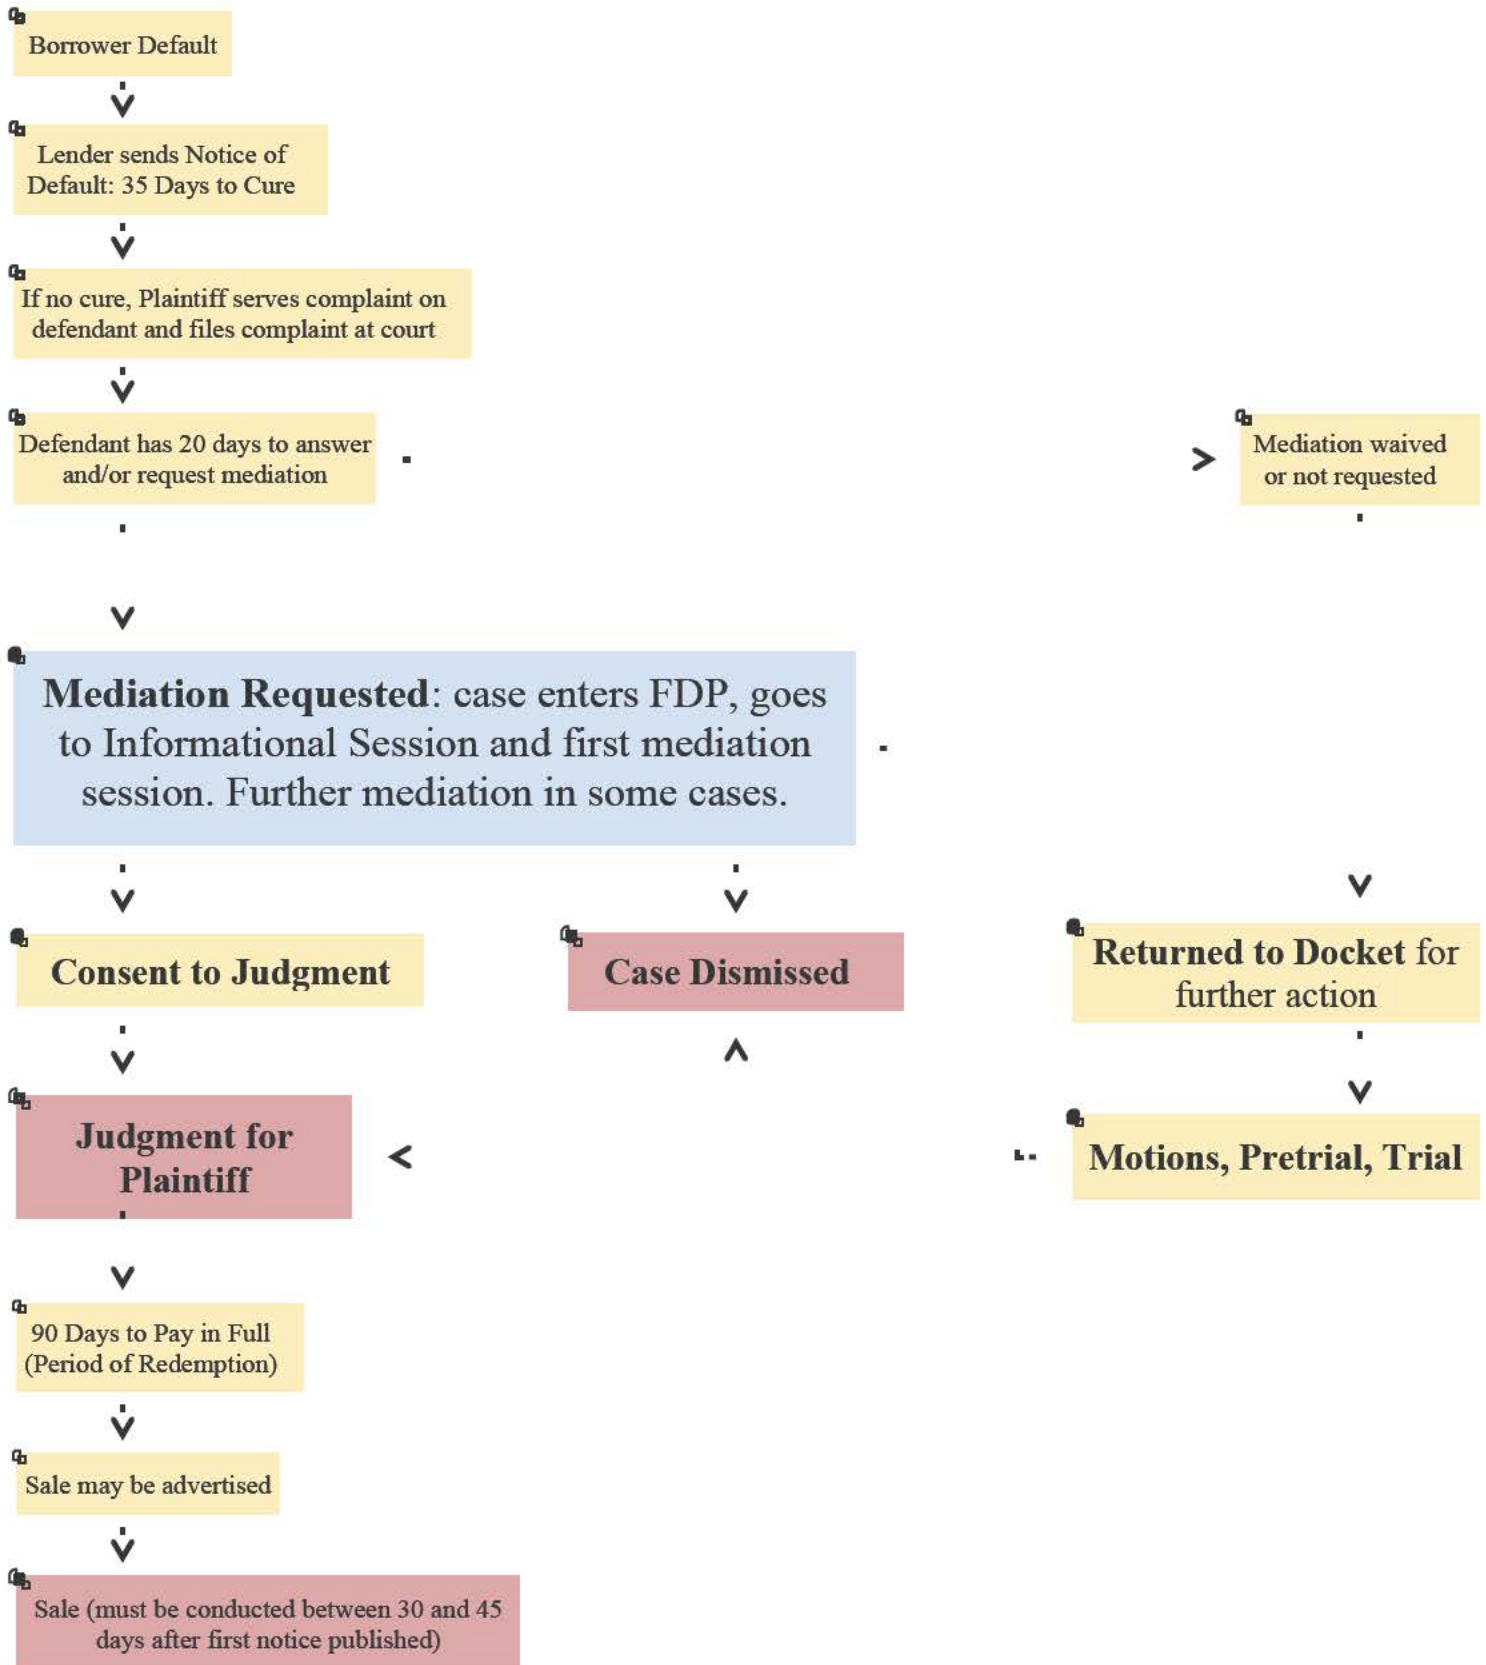 Borrower Default
Lender sends Notice of
Default: 35 Days to Cure
If no cure, Plaintiff serves complaint on
defendant and files complaint at court
Defendant has 20 days to answer
and/or request mediation
Mediation waived
or not requested
Mediation Requested: case enters FDP, goes
to Informational Session and first mediation
session. Further mediation in some cases.
Consent to Judgment
Case Dismissed
Returned to Docket for
further action
Judgment for
Plaintiff
Motions, Pretrial, Trial
90 Days to Pay in Full
(Period of Redemption)
Sale may be advertised
Sale (must be conducted between 30 and 45
days after first notice published)